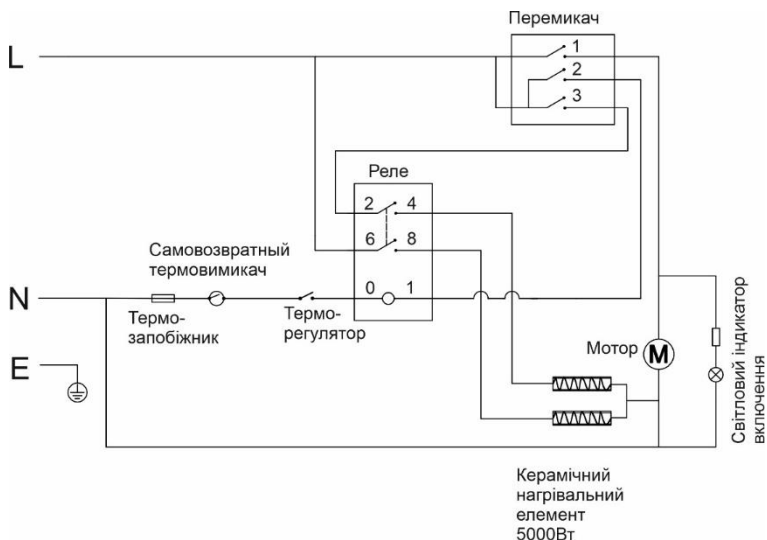 Перемикач
L
1
2
3
Реле
2 4
6 8
0 1
Самовозвратный
термовимикач
N
Термо-
запобіжник
Термо-
регулятор
E
Мотор
M
Світловий індикатор
включення
Керамічний
нагрівальний
елемент
5000Вт